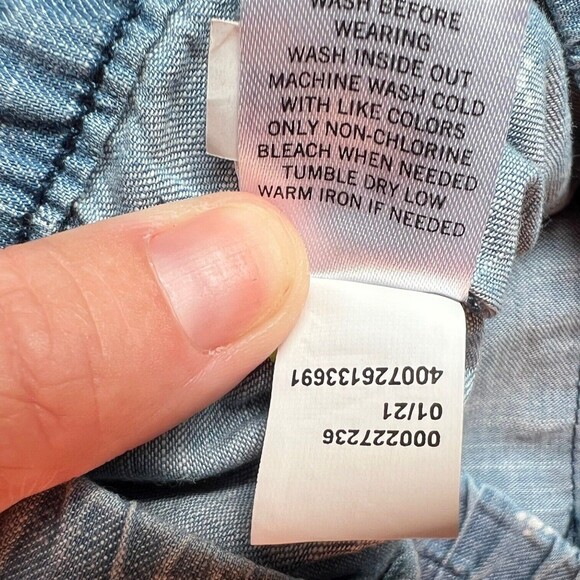 WASH BEFORE
WEARING
WASH INSIDE OUT
MACHINE WASH COLD
WITH LIKE COLORS
ONLY NON-CHLORINE
BLEACH WHEN NEEDED
TUMBLE DRY LOW
WARM IRON IF NEEDED
000227236
01/21
400726133691